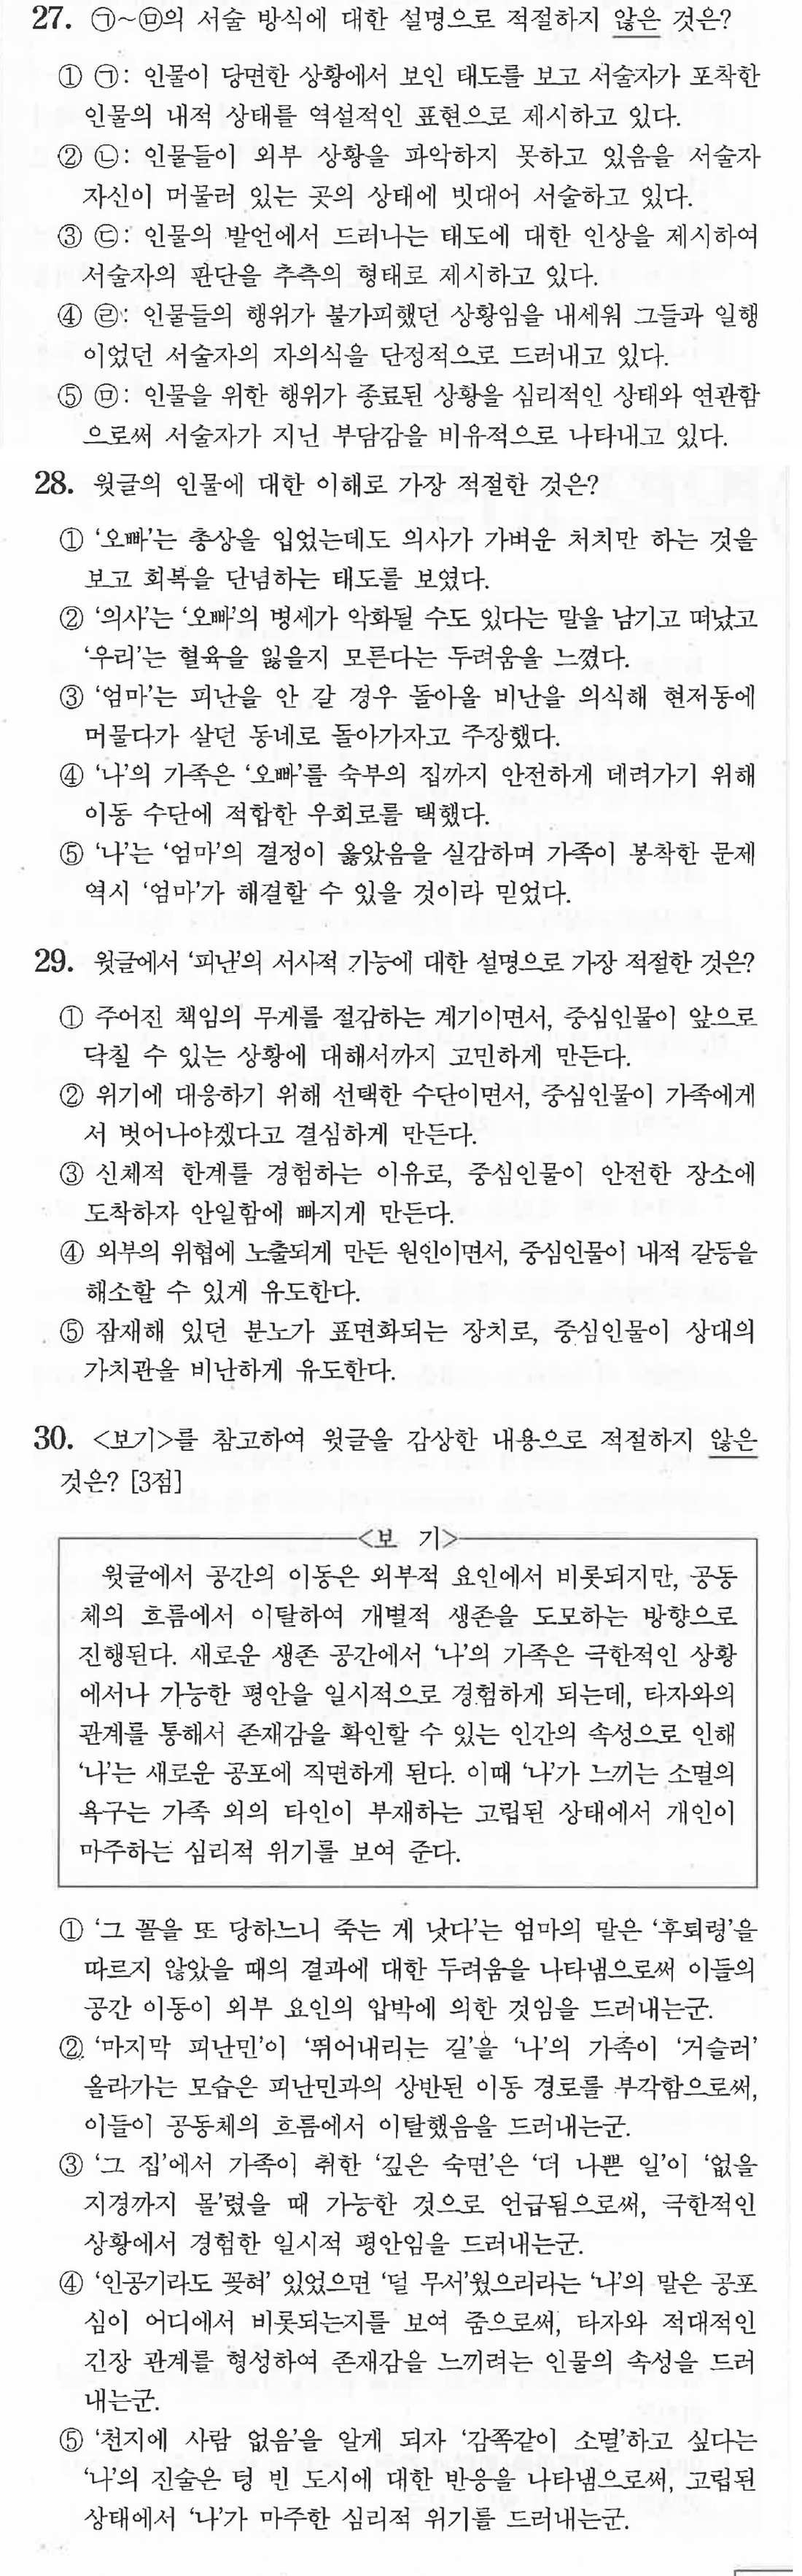 27. ㉠~㉤의 서술 방식에 대한 설명으로 적절하지 않은 것은?
① ㉠: 인물이 당면한 상황에서 보인 태도를 보고 서술자가 포착한
인물의 내적 상태를 역설적인 표현으로 제시하고 있다.
② ㉡: 인물들이 외부 상황을 파악하지 못하고 있음을 서술자
자신이 머물러 있는 곳의 상태에 빗대어 서술하고 있다.
③ ㉢: 인물의 발언에서 드러나는 태도에 대한 인상을 제시하여
서술자의 판단을 추측의 형태로 제시하고 있다.
④ ㉣: 인물들의 행위가 불가피했던 상황임을 내세워 그들과 일행
이었던 서술자의 자의식을 단정적으로 드러내고 있다.
⑤ ㉤: 인물을 위한 행위가 종료된 상황을 심리적인 상태와 연관함
으로써 서술자가 지닌 부담감을 비유적으로 나타내고 있다.
28. 윗글의 인물에 대한 이해로 가장 적절한 것은?
① ‘오빠’는 총상을 입었는데도 의사가 가벼운 처치만 하는 것을
보고 회복을 단념하는 태도를 보였다.
② ‘의사’는 ‘오빠’의 병세가 악화될 수도 있다는 말을 남기고 떠났고
‘우리’는 혈육을 잃을지 모른다는 두려움을 느꼈다.
③ ‘엄마’는 피난을 안 갈 경우 돌아올 비난을 의식해 현저동에
머물다가 살던 동네로 돌아가자고 주장했다.
④ ‘나’의 가족은 ‘오빠’를 숙부의 집까지 안전하게 데려가기 위해
이동 수단에 적합한 우회로를 택했다.
⑤ ‘나’는 ‘엄마’의 결정이 옳았음을 실감하며 가족이 봉착한 문제
역시 ‘엄마’가 해결할 수 있을 것이라 믿었다.
29. 윗글에서 ‘피난’의 서사적 기능에 대한 설명으로 가장 적절한 것은?
① 주어진 책임의 무게를 절감하는 계기이면서, 중심인물이 앞으로
닥칠 수 있는 상황에 대해서까지 고민하게 만든다.
② 위기에 대응하기 위해 선택한 수단이면서, 중심인물이 가족에게
서 벗어나야겠다고 결심하게 만든다.
③ 신체적 한계를 경험하는 이유로, 중심인물이 안전한 장소에
도착하자 안일함에 빠지게 만든다.
④ 외부의 위협에 노출되게 만든 원인이면서, 중심인물이 내적 갈등을
해소할 수 있게 유도한다.
⑤ 잠재해 있던 분노가 표면화되는 장치로, 중심인물이 상대의
가치관을 비난하게 유도한다.
30. <보기>를 참고하여 윗글을 감상한 내용으로 적절하지 않은
것은? [3점]
<보 기>
윗글에서 공간의 이동은 외부적 요인에서 비롯되지만, 공동
체의 흐름에서 이탈하여 개별적 생존을 도모하는 방향으로
진행된다. 새로운 생존 공간에서 ‘나’의 가족은 극한적인 상황
에서나 가능한 평안을 일시적으로 경험하게 되는데, 타자와의
관계를 통해서 존재감을 확인할 수 있는 인간의 속성으로 인해
‘나’는 새로운 공포에 직면하게 된다. 이때 ‘나’가 느끼는 소멸의
욕구는 가족 외의 타인이 부재하는 고립된 상태에서 개인이
마주하는 심리적 위기를 보여 준다.
① ‘그 꼴을 또 당하느니 죽는 게 낫다’는 엄마의 말은 ‘후퇴령’을
따르지 않았을 때의 결과에 대한 두려움을 나타냄으로써 이들의
공간 이동이 외부 요인의 압박에 의한 것임을 드러내는군.
② ‘마지막 피난민’이 ‘뛰어내리는 길’을 ‘나’의 가족이 ‘거슬러’
올라가는 모습은 피난민과의 상반된 이동 경로를 부각함으로써,
이들이 공동체의 흐름에서 이탈했음을 드러내는군.
③ ‘그 집’에서 가족이 취한 ‘깊은 숙면’은 ‘더 나쁜 일’이 ‘없을
지경까지 몰’렸을 때 가능한 것으로 언급됨으로써, 극한적인
상황에서 경험한 일시적 평안임을 드러내는군.
④ ‘인공기라도 꽂혀’ 있었으면 ‘덜 무서’웠으리라는 ‘나’의 말은 공포
심이 어디에서 비롯되는지를 보여 줌으로써, 타자와 적대적인
긴장 관계를 형성하여 존재감을 느끼려는 인물의 속성을 드러
내는군.
⑤ ‘천지에 사람 없음’을 알게 되자 ‘감쪽같이 소멸’하고 싶다는
‘나’의 진술은 텅 빈 도시에 대한 반응을 나타냄으로써, 고립된
상태에서 ‘나’가 마주한 심리적 위기를 드러내는군.